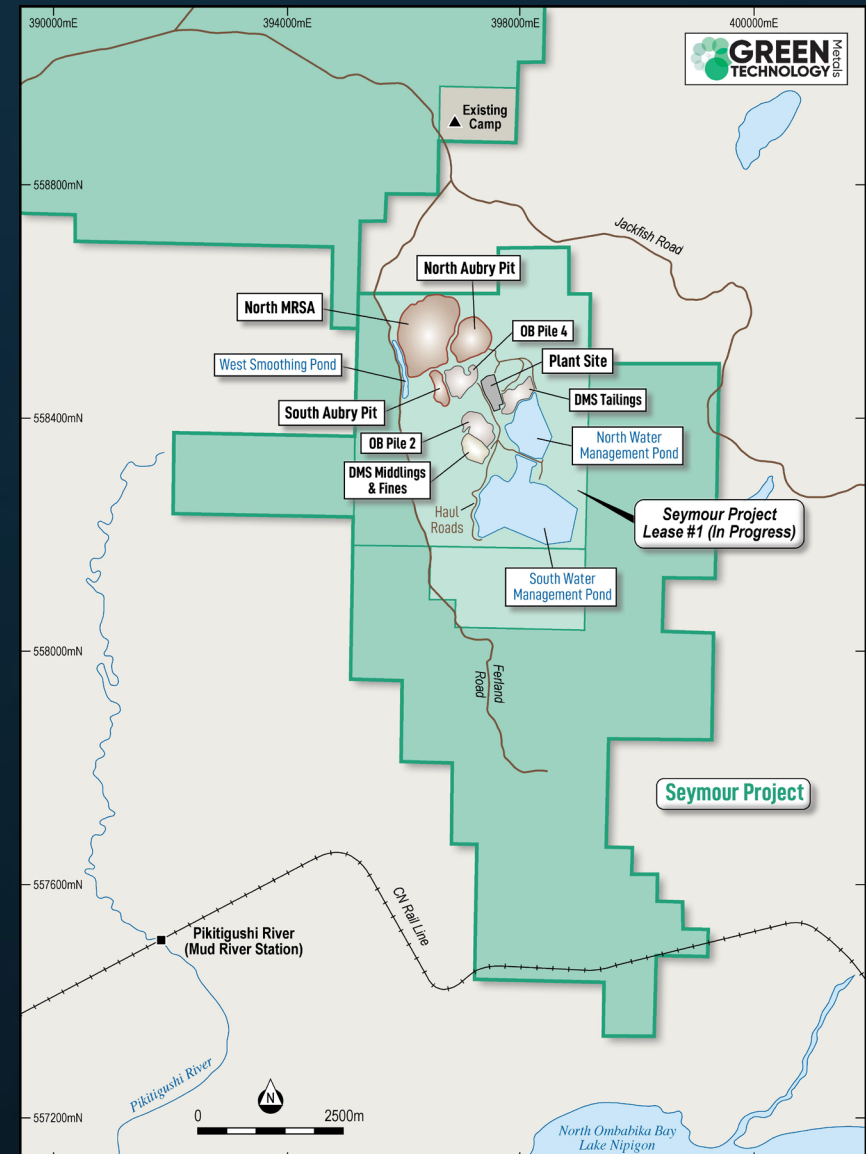 390000mE
394000mE
398000mE
400000mE
GREEN
TECHNOLOGY
Metals
Existing
Camp
558800mN
Jackfish Road
North Aubry Pit
North MRSA
OB Pile 4
West Smoothing Pond
Plant Site
DMS Tailings
South Aubry Pit
558400mN
OB Pile 2
North Water
Management Pond
DMS Middlings
& Fines
Haul
Roads
Seymour Project
Lease #1 (In Progress)
South Water
Management Pond
558000mN
Ferland
Road
Seymour Project
557600mN
CN Rail Line
Pikitigushi River
(Mud River Station)
Pikitigushi River
N
0
2500m
557200mN
North Ombabika Bay
Lake Nipigon